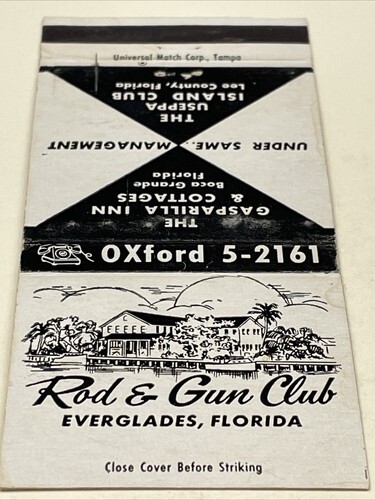 Universal Match Corp., Tampa
THE
USEPPA
ISLAND CLUB
Lee County, Florida
UNDER SAME.. MANAGEMENT
THE
GASPARILLA INN
& COTTAGES
Boca Grande
Florida
OXford 5-2161
Rod & Gun Club
EVERGLADES, FLORIDA
Close Cover Before Striking